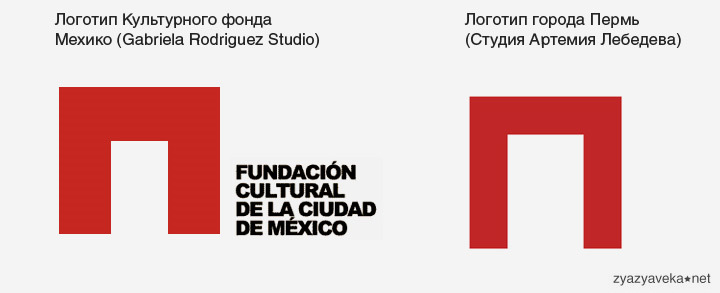 Логотип Культурного фонда
Мехико (Gabriela Rodriguez Studio)
FUNDACIÓN
CULTURAL
DE LA CIUDAD
DE MÉXICO
Логотип города Пермь
(Студия Артемия Лебедева)
zyazyaveka★net